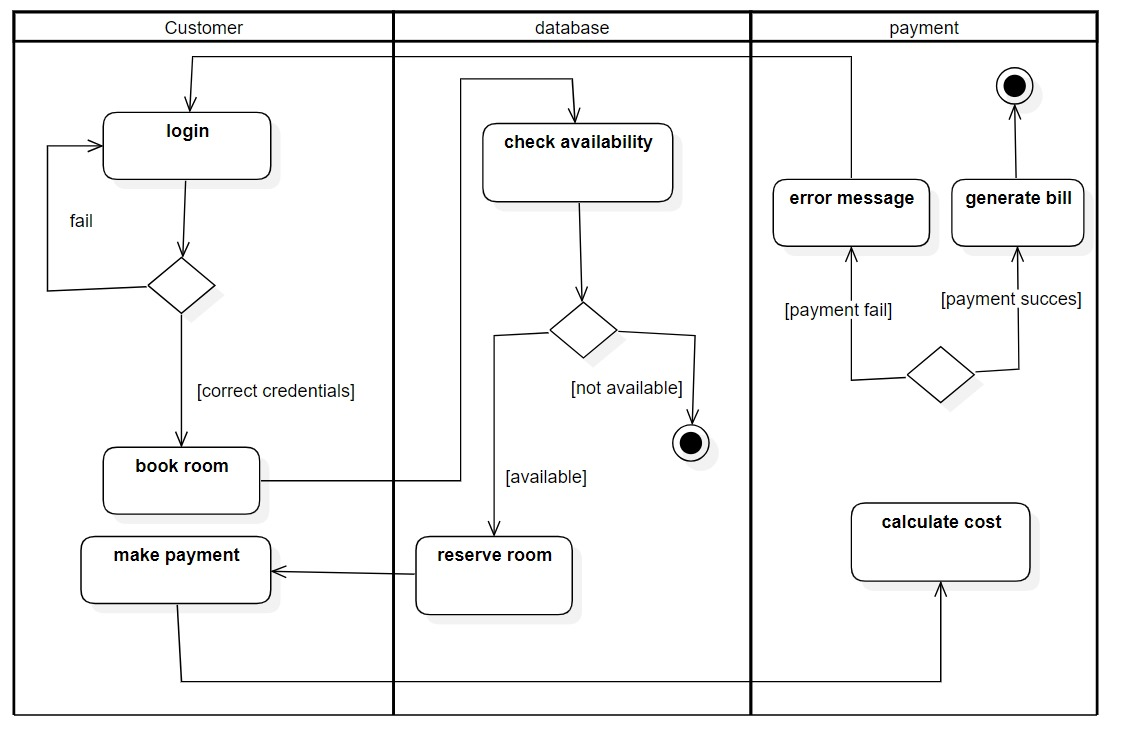 Customer
database
payment
login
check availability
error message
generate bill
fail
[payment fail]
[payment succes]
[correct credentials]
[not available]
book room
[available]
calculate cost
make payment
reserve room